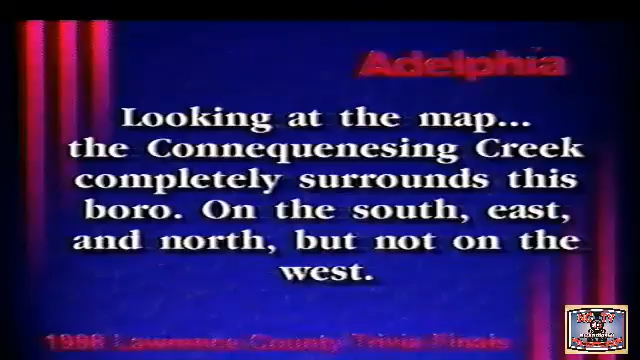 Adelphia
Looking at the map...
the Connequenesing Creek
completely surrounds this
boro. On the south, east,
and north, but not on the
west.
1998 Lawrence County Trivia Finals